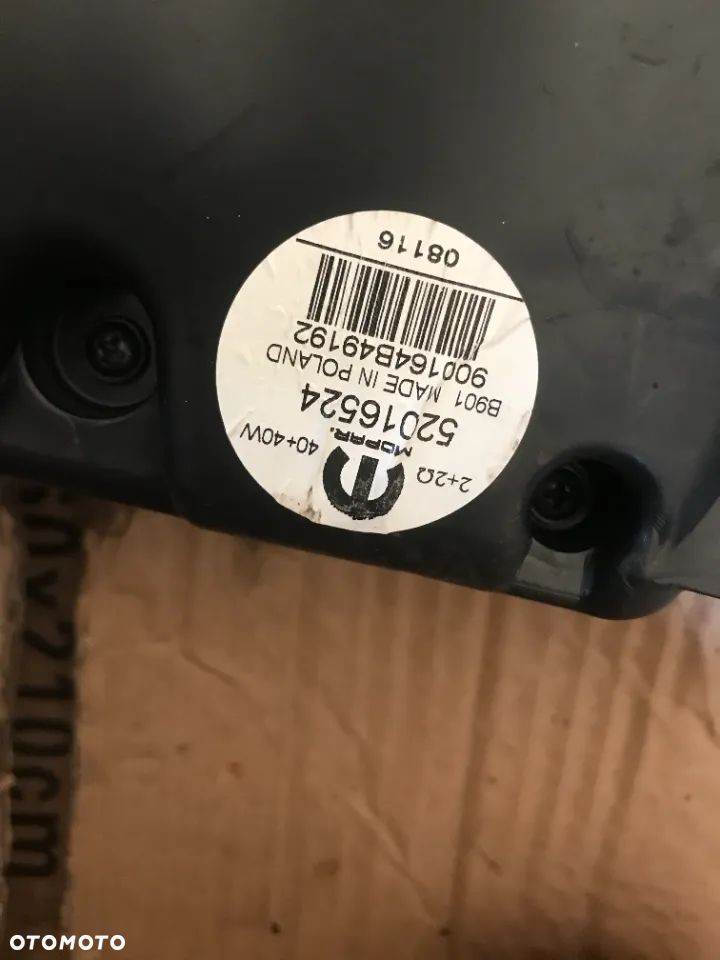 2+2Ω
40+40W
MOPAR.
52016524
B901 MADE IN POLAND
900164B49192
08116
OTOMOTO